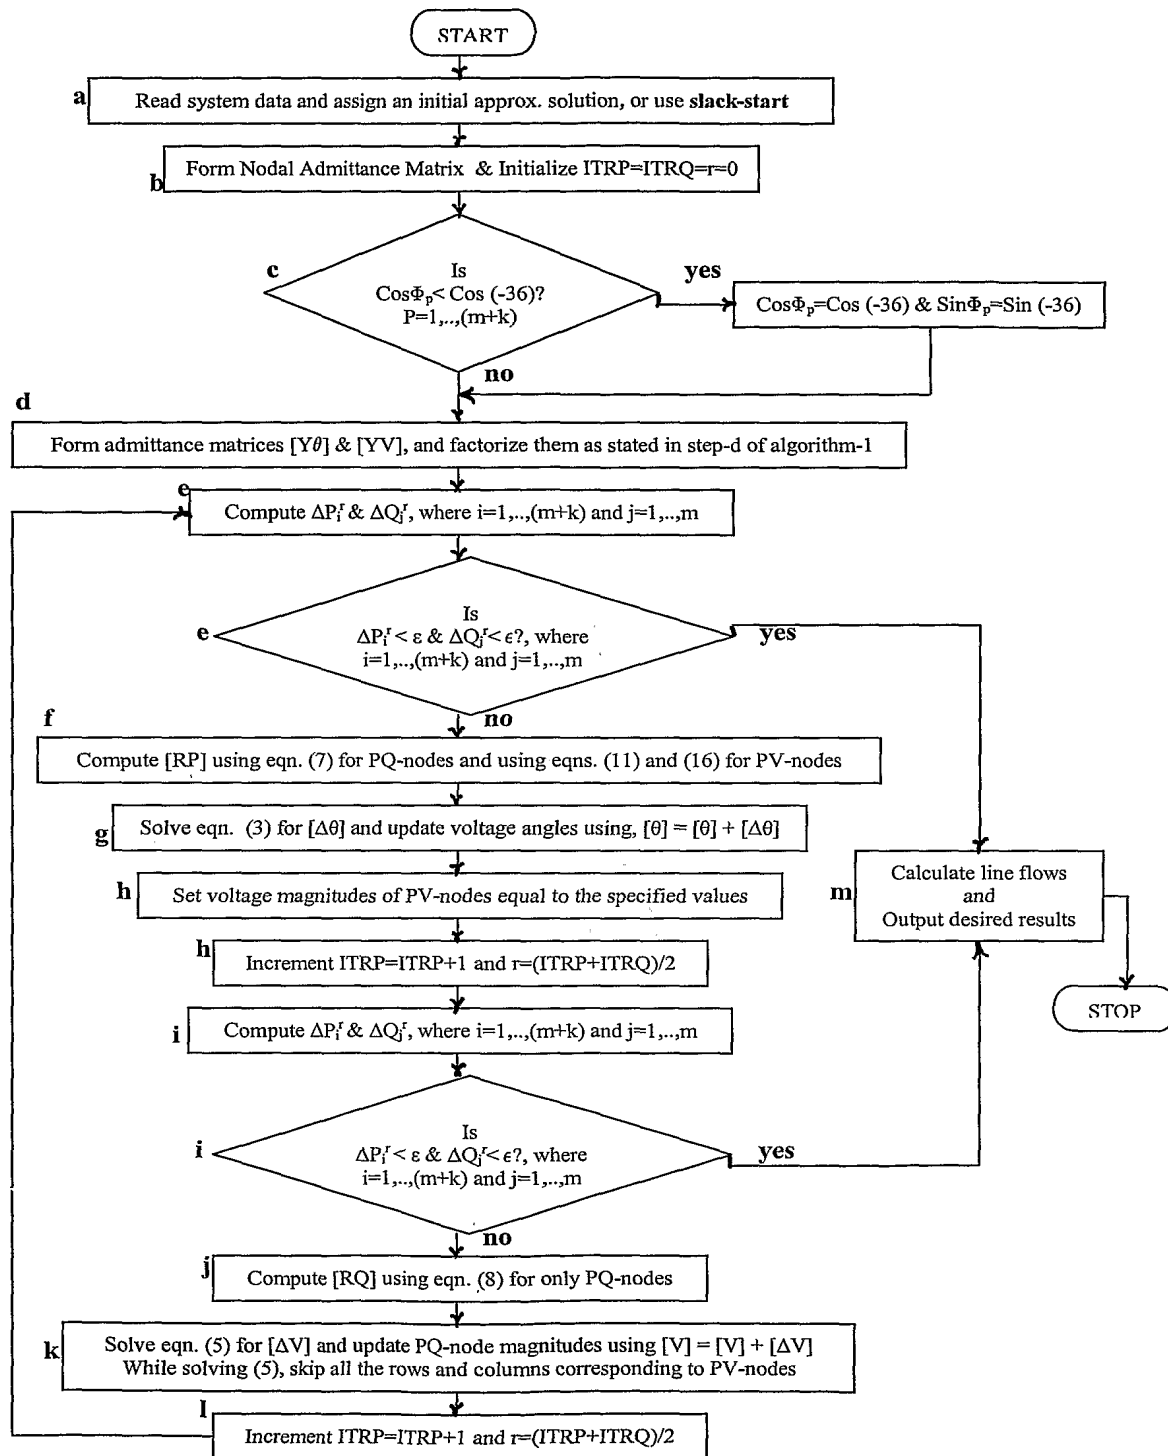 START
a
Read system data and assign an initial approx. solution, or use slack-start
b
Form Nodal Admittance Matrix & Initialize ITRP=ITRQ=r=0
c
Is
CosΦp< Cos (-36)?
P=1,..,(m+k)
yes
CosΦp=Cos (-36) & SinΦp=Sin (-36)
no
d
Form admittance matrices [Yθ] & [YV], and factorize them as stated in step-d of algorithm-1
e
Compute ΔPi^r & ΔQj^r, where i=1,..,(m+k) and j=1,..,m
e
Is
ΔPi^r < ε & ΔQj^r < ϵ?, where
i=1,..,(m+k) and j=1,..,m
yes
no
f
Compute [RP] using eqn. (7) for PQ-nodes and using eqns. (11) and (16) for PV-nodes
g
Solve eqn. (3) for [Δθ] and update voltage angles using, [θ] = [θ] + [Δθ]
h
Set voltage magnitudes of PV-nodes equal to the specified values
m
Calculate line flows
and
Output desired results
h
Increment ITRP=ITRP+1 and r=(ITRP+ITRQ)/2
STOP
i
Compute ΔPi^r & ΔQj^r, where i=1,..,(m+k) and j=1,..,m
i
Is
ΔPi^r < ε & ΔQj^r < ϵ?, where
i=1,..,(m+k) and j=1,..,m
yes
no
j
Compute [RQ] using eqn. (8) for only PQ-nodes
k
Solve eqn. (5) for [ΔV] and update PQ-node magnitudes using [V] = [V] + [ΔV]
While solving (5), skip all the rows and columns corresponding to PV-nodes
l
Increment ITRP=ITRP+1 and r=(ITRP+ITRQ)/2